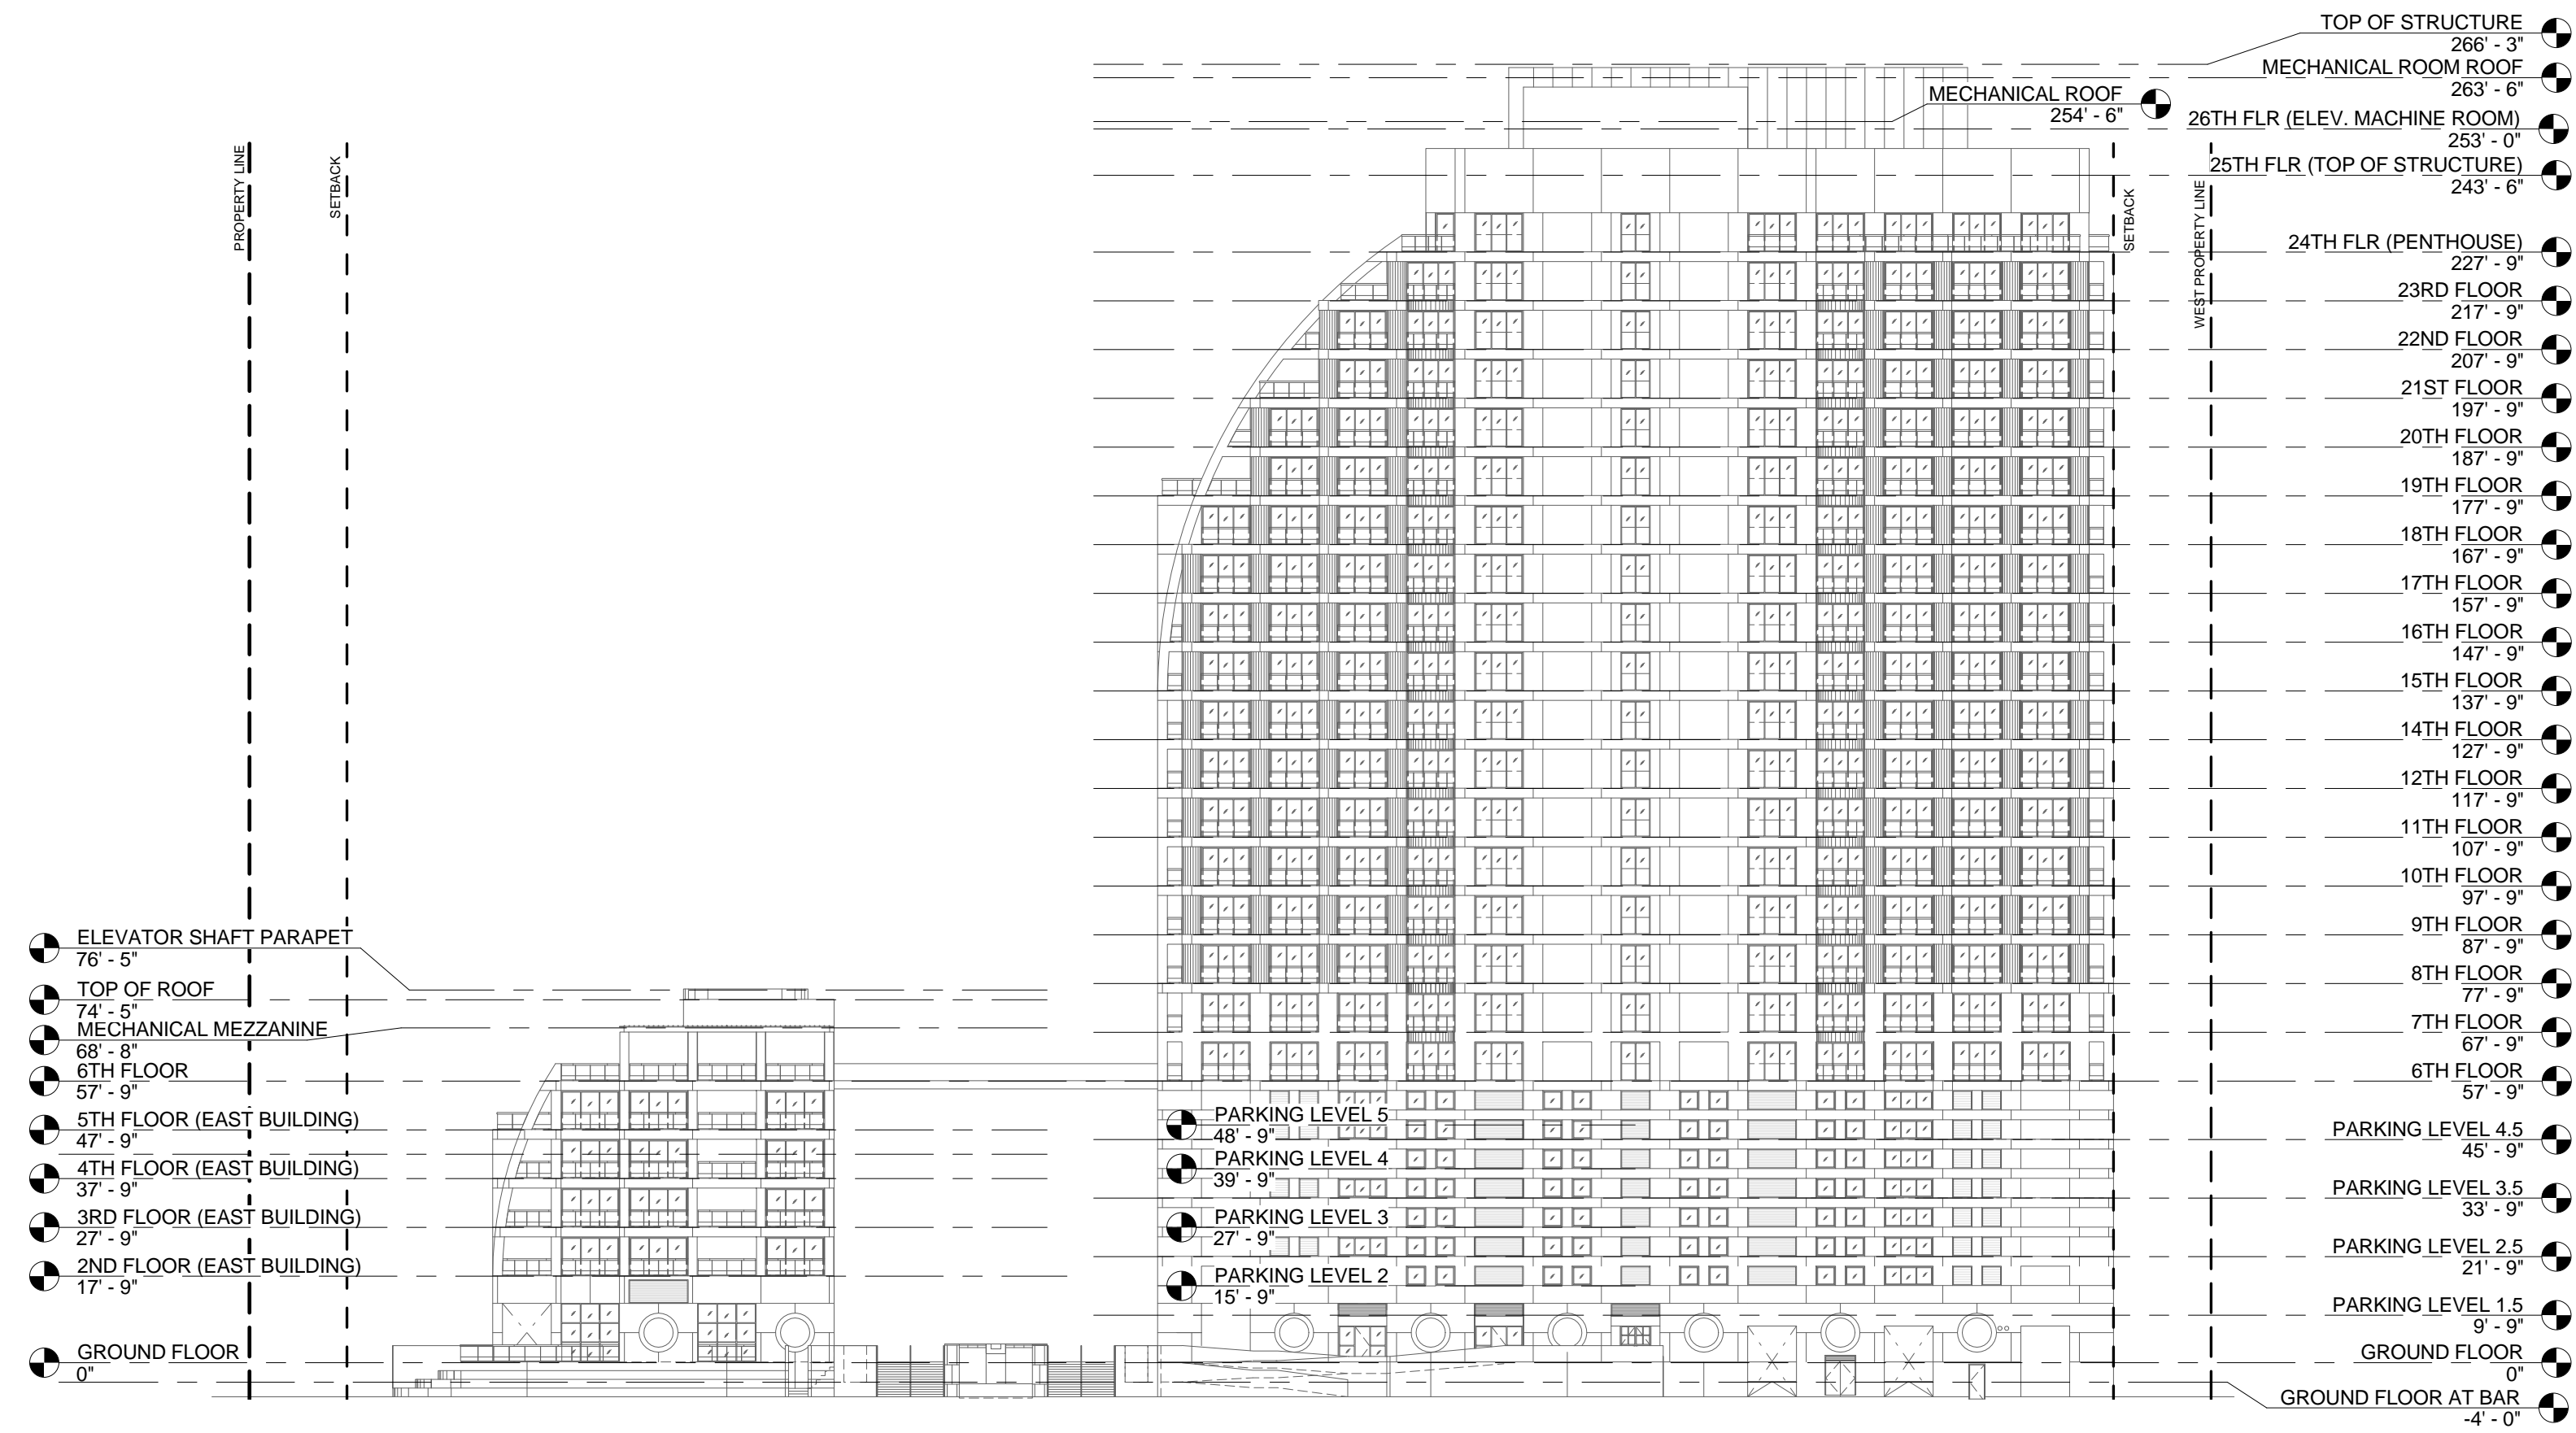 TOP OF STRUCTURE
266' - 3"
MECHANICAL ROOM ROOF
263' - 6"
MECHANICAL ROOF
254' - 6"
26TH FLR (ELEV. MACHINE ROOM)
253' - 0"
25TH FLR (TOP OF STRUCTURE)
243' - 6"
PROPERTY LINE
SETBACK
SETBACK
WEST PROPERTY LINE
24TH FLR (PENTHOUSE)
227' - 9"
23RD FLOOR
217' - 9"
22ND FLOOR
207' - 9"
21ST FLOOR
197' - 9"
20TH FLOOR
187' - 9"
19TH FLOOR
177' - 9"
18TH FLOOR
167' - 9"
17TH FLOOR
157' - 9"
16TH FLOOR
147' - 9"
15TH FLOOR
137' - 9"
14TH FLOOR
127' - 9"
12TH FLOOR
117' - 9"
11TH FLOOR
107' - 9"
10TH FLOOR
97' - 9"
9TH FLOOR
87' - 9"
8TH FLOOR
77' - 9"
7TH FLOOR
67' - 9"
6TH FLOOR
57' - 9"
PARKING LEVEL 4.5
45' - 9"
PARKING LEVEL 3.5
33' - 9"
PARKING LEVEL 2.5
21' - 9"
PARKING LEVEL 1.5
9' - 9"
GROUND FLOOR
0"
GROUND FLOOR AT BAR
-4' - 0"
ELEVATOR SHAFT PARAPET
76' - 5"
TOP OF ROOF
74' - 5"
MECHANICAL MEZZANINE
68' - 8"
6TH FLOOR
57' - 9"
5TH FLOOR (EAST BUILDING)
47' - 9"
4TH FLOOR (EAST BUILDING)
37' - 9"
3RD FLOOR (EAST BUILDING)
27' - 9"
2ND FLOOR (EAST BUILDING)
17' - 9"
GROUND FLOOR
0"
PARKING LEVEL 5
48' - 9"
PARKING LEVEL 4
39' - 9"
PARKING LEVEL 3
27' - 9"
PARKING LEVEL 2
15' - 9"